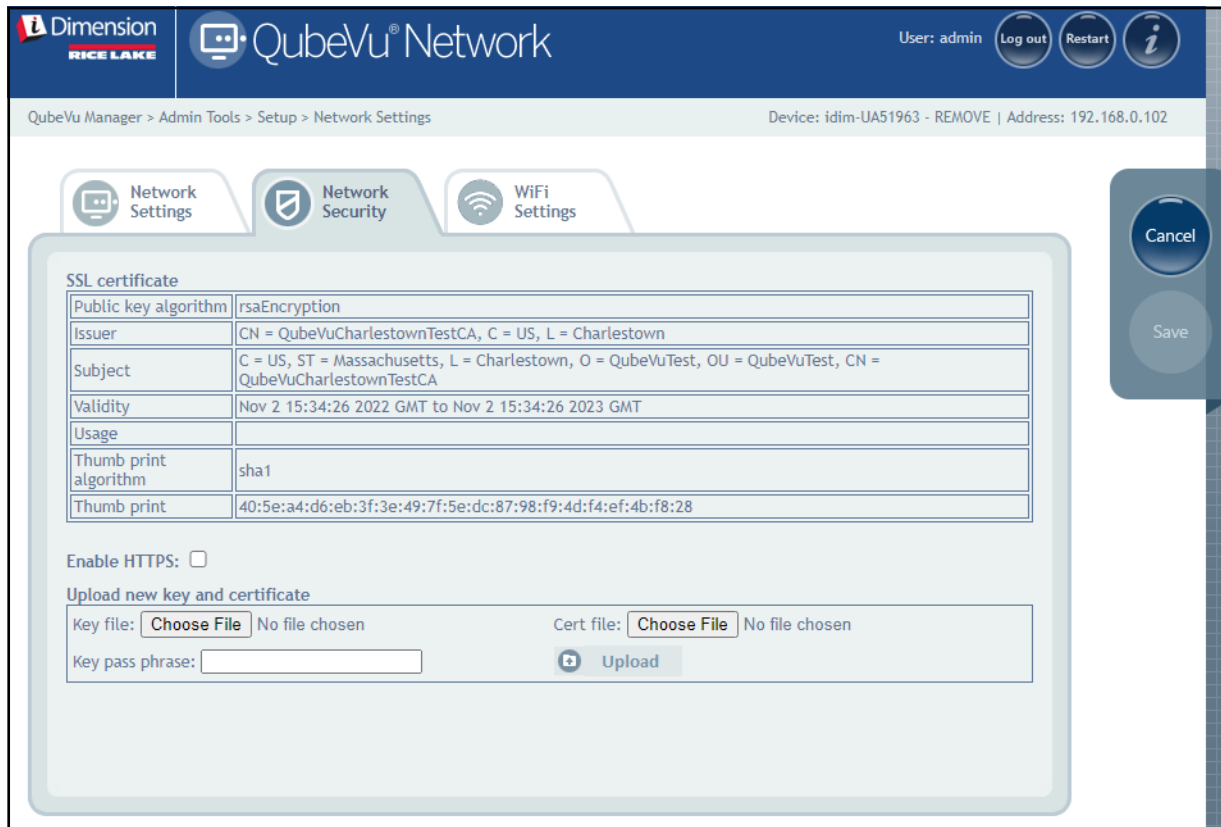 iDimension
RICE LAKE
QubeVu® Network
User: admin
Log out
Restart
i
QubeVu Manager > Admin Tools > Setup > Network Settings
Device: idim-UA51963 - REMOVE | Address: 192.168.0.102
Network
Settings
Network
Security
WiFi
Settings
Cancel
Save
SSL certificate
Public key algorithm rsaEncryption
Issuer CN = QubeVuCharlestownTestCA, C = US, L = Charlestown
Subject C = US, ST = Massachusetts, L = Charlestown, O = QubeVuTest, OU = QubeVuTest, CN =
QubeVuCharlestownTestCA
Validity Nov 2 15:34:26 2022 GMT to Nov 2 15:34:26 2023 GMT
Usage
Thumb print
algorithm sha1
Thumb print 40:5e:a4:d6:eb:3f:3e:49:7f:5e:dc:87:98:f9:4d:f4:ef:4b:f8:28
Enable HTTPS:
Upload new key and certificate
Key file: Choose File No file chosen Cert file: Choose File No file chosen
Key pass phrase: Upload